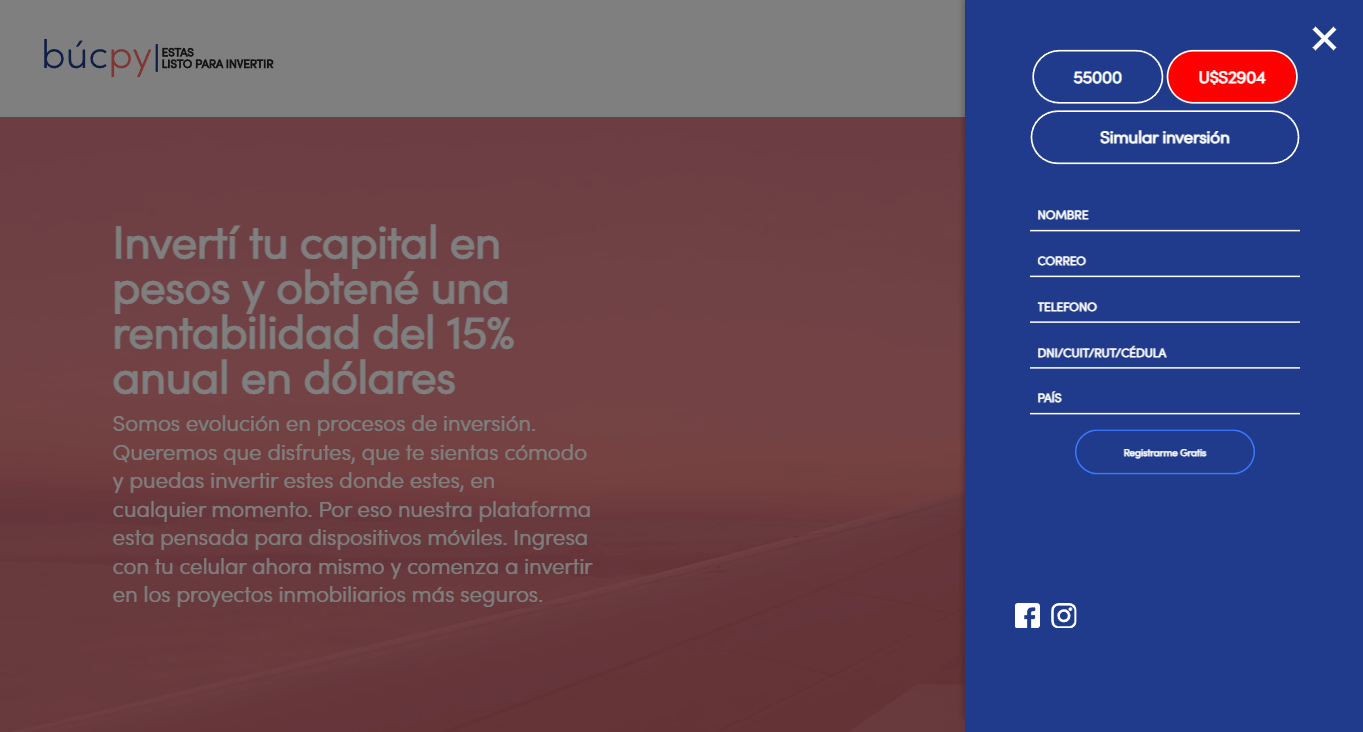 búcpy
ESTAS
LISTO PARA INVERTIR
Invertí tu capital en
pesos y obtené una
rentabilidad del 15%
anual en dólares
Somos evolución en procesos de inversión.
Queremos que disfrutes, que te sientas cómodo
y puedas invertir estes donde estes, en
cualquier momento. Por eso nuestra plataforma
esta pensada para dispositivos móviles. Ingresa
con tu celular ahora mismo y comenza a invertir
en los proyectos inmobiliarios más seguros.
55000
U$S2904
Simular inversión
NOMBRE
CORREO
TELEFONO
DNI/CUIT/RUT/CÉDULA
PAÍS
Registrarme Gratis